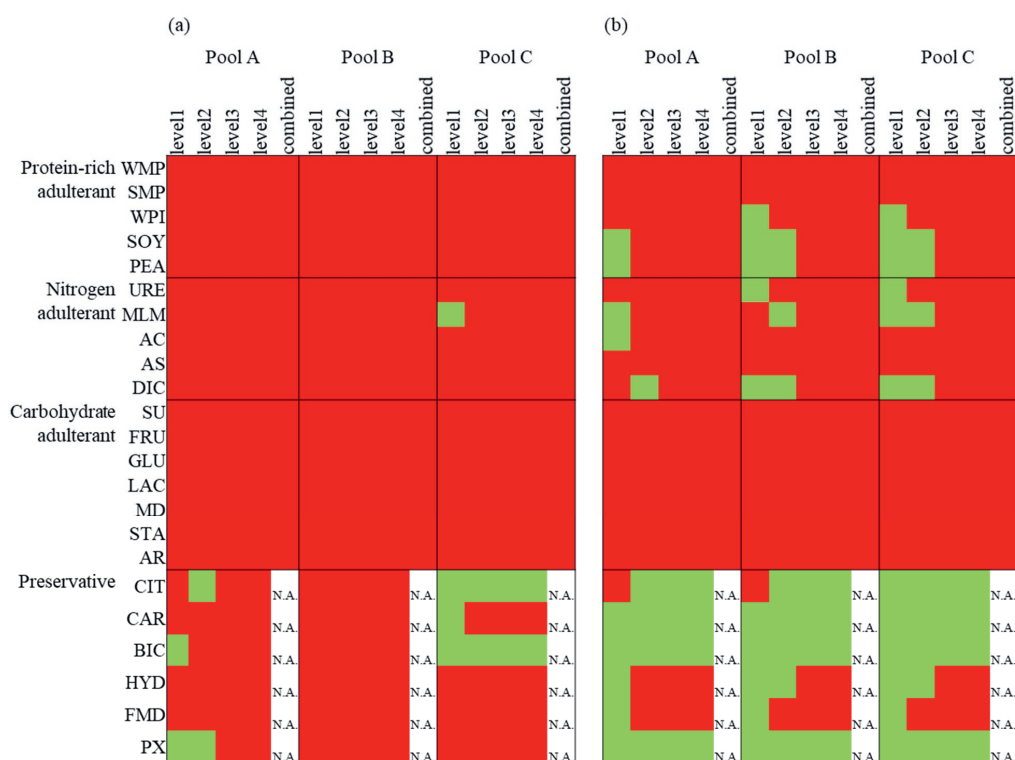 (a) (b)
Pool A Pool B Pool C Pool A Pool B Pool C
level1 level2 level3 level4 combined level1 level2 level3 level4 combined level1 level2 level3 level4 combined level1 level2 level3 level4 combined level1 level2 level3 level4 combined level1 level2 level3 level4 combined
Protein-rich WMP
adulterant SMP
WPI
SOY
PEA
Nitrogen URE
adulterant MLM
AC
AS
DIC
Carbohydrate SU
adulterant FRU
GLU
LAC
MD
STA
AR
Preservative CIT N.A. N.A. N.A. N.A. N.A. N.A.
CAR N.A. N.A. N.A. N.A. N.A. N.A.
BIC N.A. N.A. N.A. N.A. N.A. N.A.
HYD N.A. N.A. N.A. N.A. N.A. N.A.
FMD N.A. N.A. N.A. N.A. N.A. N.A.
PX N.A. N.A. N.A. N.A. N.A. N.A.